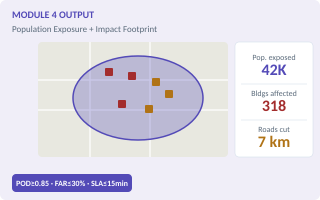 MODULE 4 OUTPUT
Population Exposure + Impact Footprint
Pop. exposed
42K
Bldgs affected
318
Roads cut
7 km
POD≥0.85 · FAR≤30% · SLA≤15min